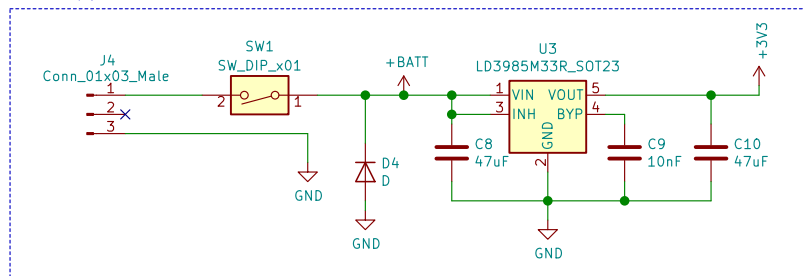 J4
Conn_01x03_Male
1
2
3
SW1
SW_DIP_x01
2
1
+BATT
U3
LD3985M33R_SOT23
1
VIN
VOUT
5
3
INH
BYP
4
GND
2
+3V3
D4
D
C8
47uF
C9
10nF
C10
47uF
GND
GND
GND